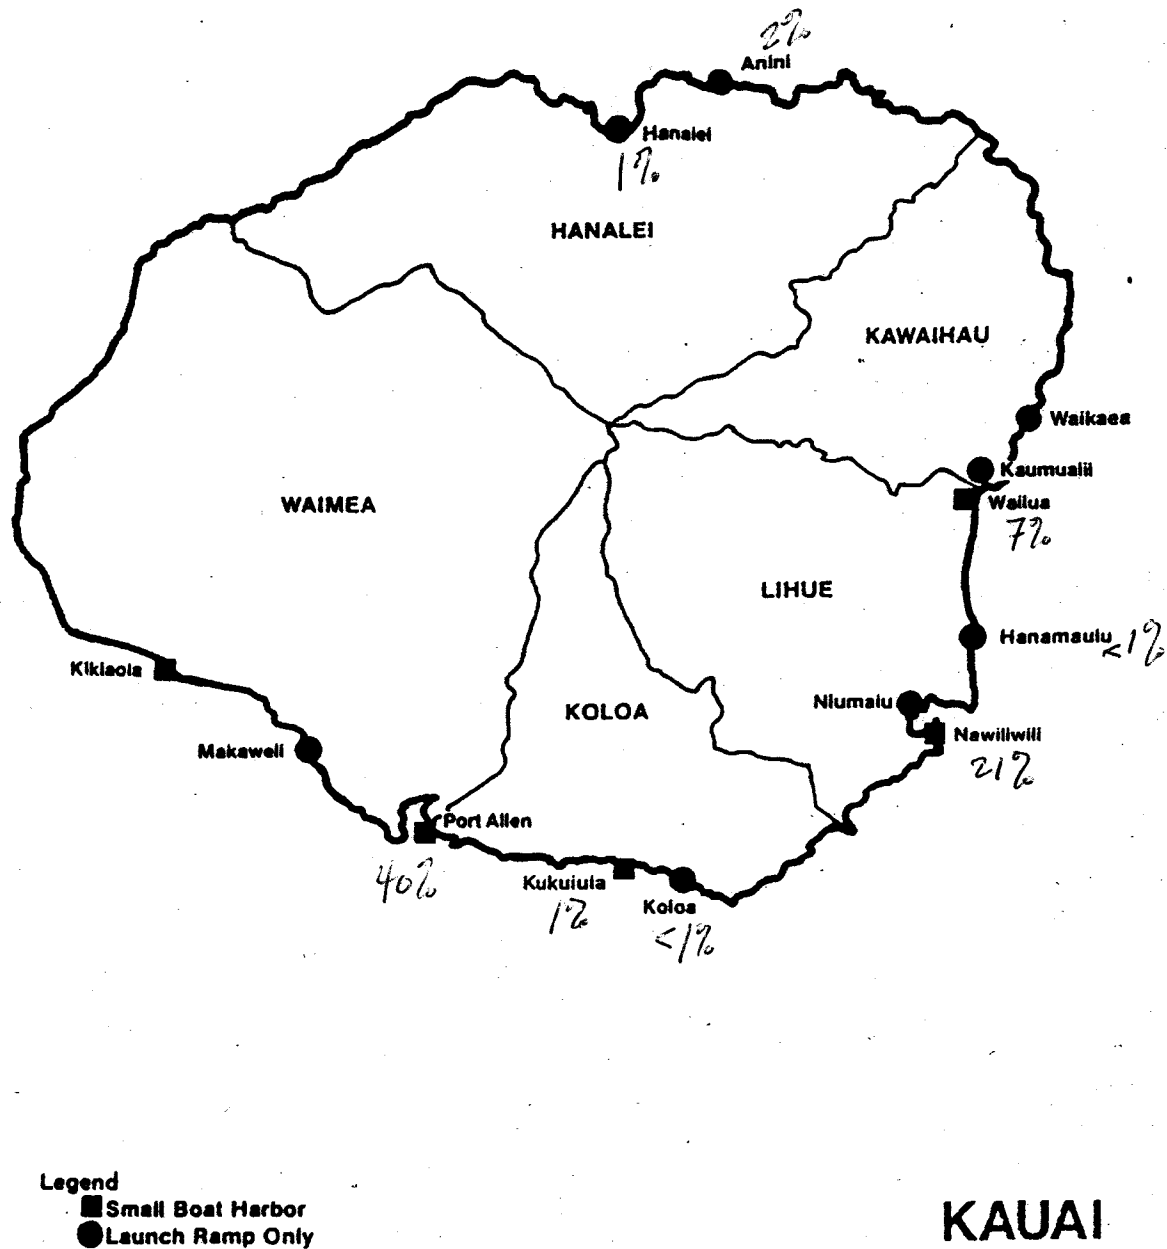 2%
Anini
Hanalei
1%
HANALEI
KAWAIHAU
Waikaea
Kaumualii
WAIMEA
Wailua
7%
LIHUE
Hanamaulu
<1%
Kikiaola
Niumalu
KOLOA
Nawiliwili
Makaweli
21%
Port Allen
40%
Kukuiula
1%
Koloa
<1%
Legend
Small Boat Harbor
Launch Ramp Only
KAUAI